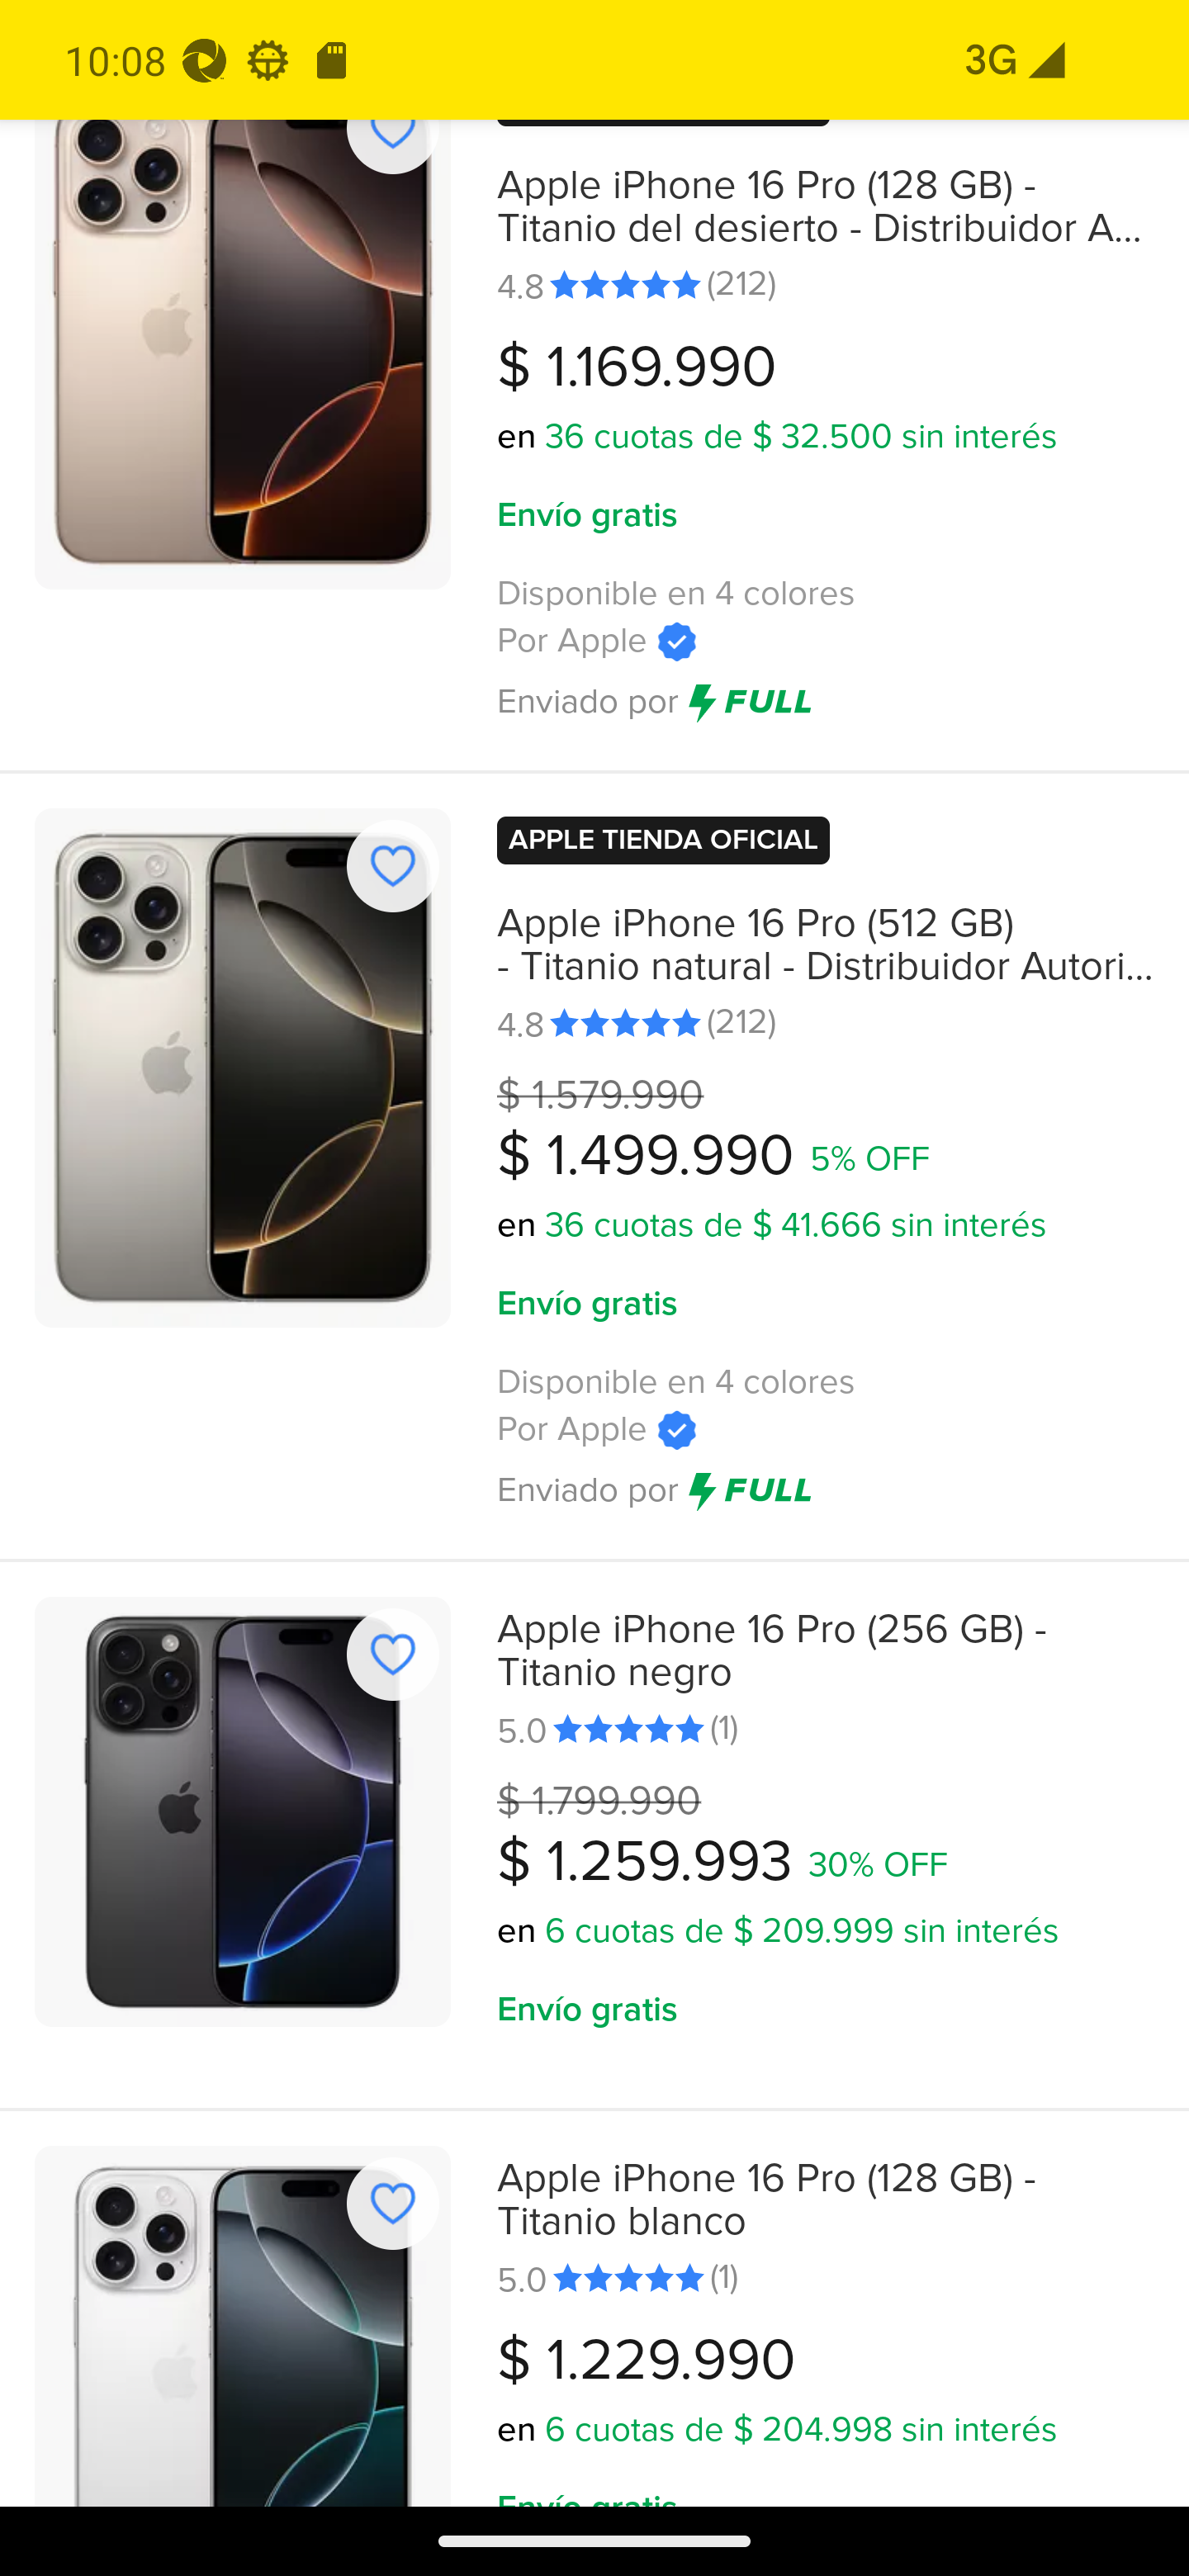 10:08
3G
Apple iPhone 16 Pro (128 GB) -
Titanio del desierto - Distribuidor A...
4.8 (212)
$ 1.169.990
en 36 cuotas de $ 32.500 sin interés
Envío gratis
Disponible en 4 colores
Por Apple
Enviado por FULL
APPLE TIENDA OFICIAL
Apple iPhone 16 Pro (512 GB)
- Titanio natural - Distribuidor Autori...
4.8 (212)
$ 1.579.990
$ 1.499.990 5% OFF
en 36 cuotas de $ 41.666 sin interés
Envío gratis
Disponible en 4 colores
Por Apple
Enviado por FULL
Apple iPhone 16 Pro (256 GB) -
Titanio negro
5.0 (1)
$ 1.799.990
$ 1.259.993 30% OFF
en 6 cuotas de $ 209.999 sin interés
Envío gratis
Apple iPhone 16 Pro (128 GB) -
Titanio blanco
5.0 (1)
$ 1.229.990
en 6 cuotas de $ 204.998 sin interés
Envío gratis